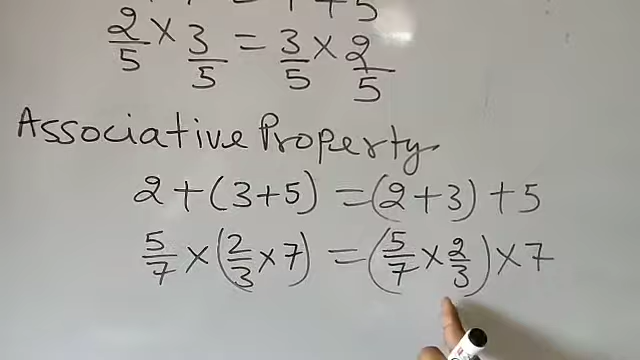 + 5
2/5 × 3/5 = 3/5 × 2/5
Associative Property
2 + (3 + 5) = (2 + 3) + 5
5/7 × (2/3 × 7) = (5/7 × 2/3) × 7